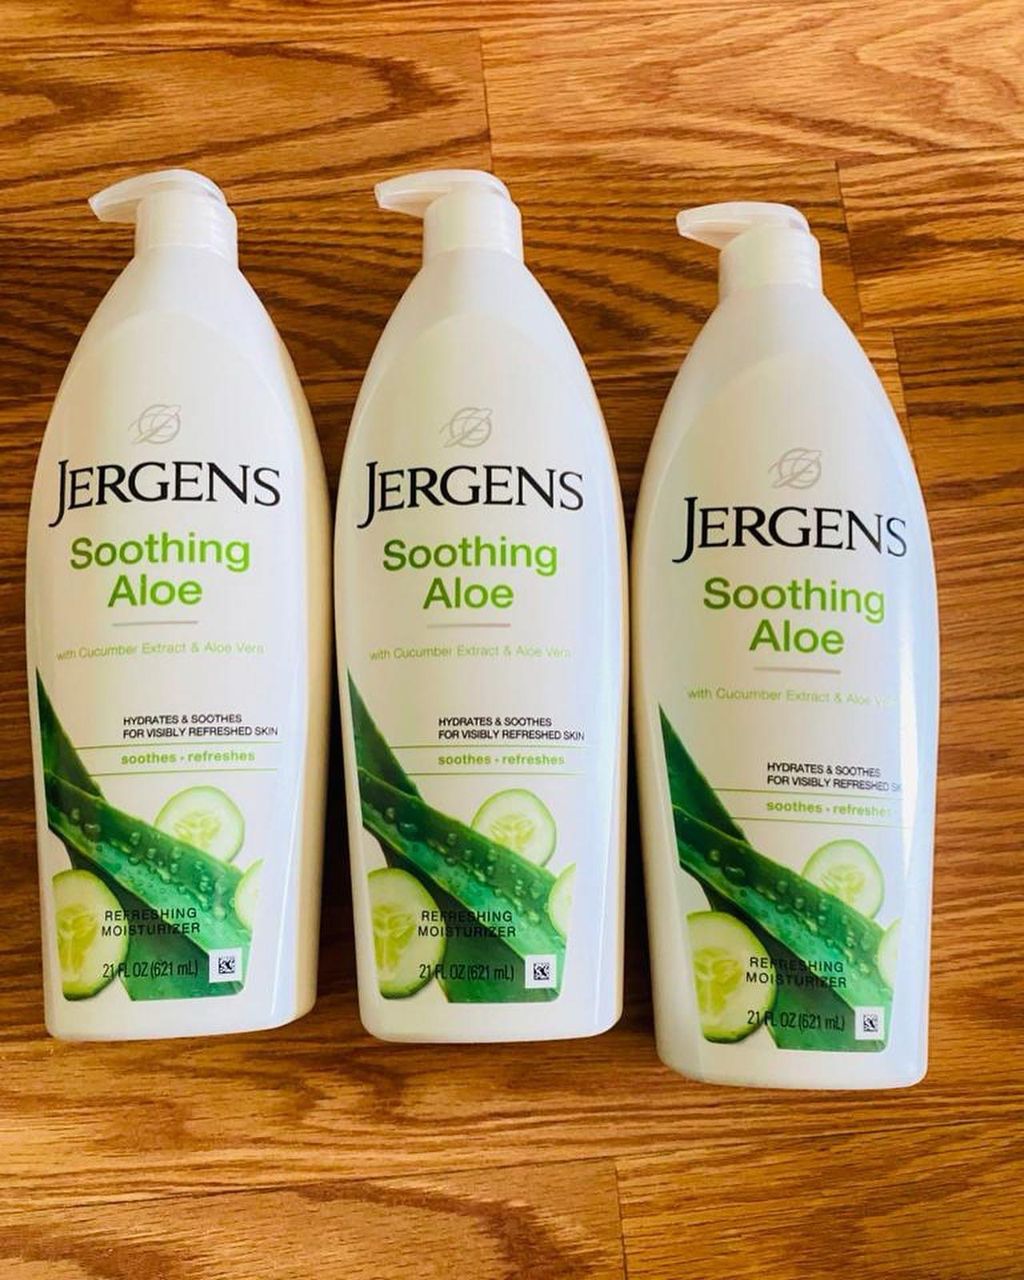 JERGENS
Soothing
Aloe
with Cucumber Extract & Aloe Vera
HYDRATES & SOOTHES
FOR VISIBLY REFRESHED SKIN
soothes • refreshes
REFRESHING
MOISTURIZER
21 FL OZ (621 mL)
JERGENS
Soothing
Aloe
with Cucumber Extract & Aloe Vera
HYDRATES & SOOTHES
FOR VISIBLY REFRESHED SKIN
soothes • refreshes
REFRESHING
MOISTURIZER
21 FL OZ (621 mL)
JERGENS
Soothing
Aloe
with Cucumber Extract & Aloe
HYDRATES & SOOTHES
FOR VISIBLY REFRESHED SK
soothes • refreshes
REFRESHING
MOISTURIZER
21 FL OZ (621 mL)